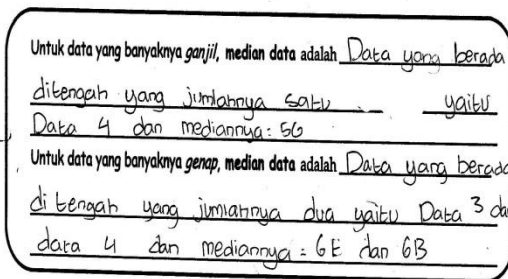 Untuk data yang banyaknya ganjil, median data adalah Data yang berada
ditengah yang jumlahnya satu yaitu
Data 4 dan mediannya: 5G
Untuk data yang banyaknya genap, median data adalah Data yang berada
di tengah yang jumlahnya dua yaitu Data 3 da
data 4 dan mediannya = 6E dan 6B